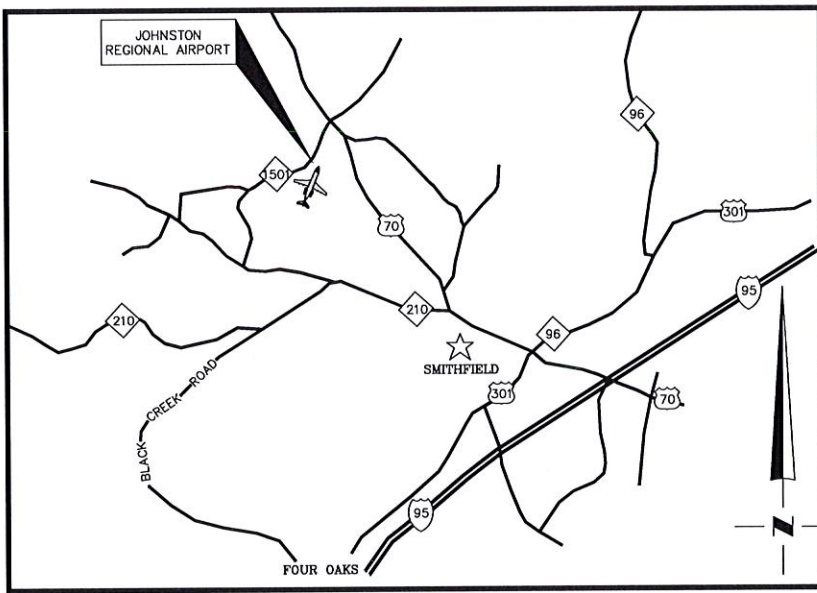 JOHNSTON
REGIONAL AIRPORT
96
1501
301
70
95
210
210
96
SMITHFIELD
301
70
BLACK CREEK ROAD
95
N
FOUR OAKS